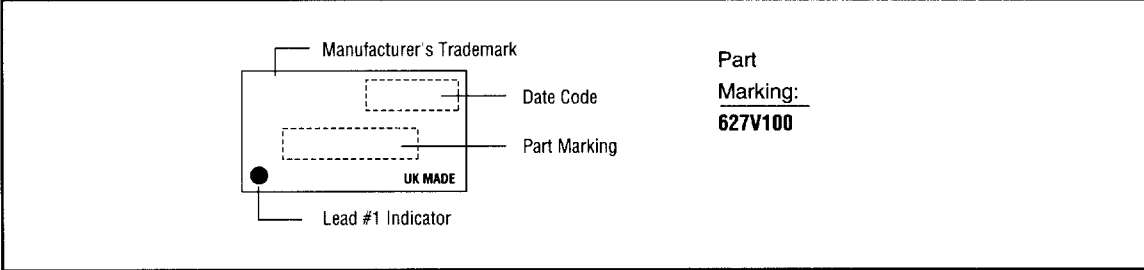 Manufacturer's Trademark
Date Code
Part Marking
UK MADE
Lead #1 Indicator
Part
Marking:
627V100